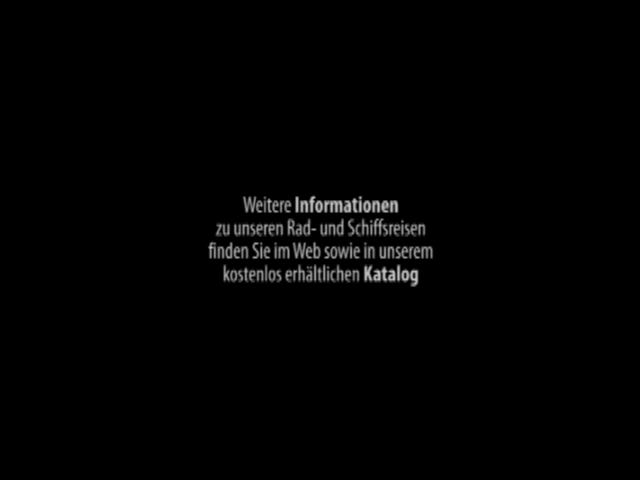 Weitere Informationen
zu unseren Rad- und Schiffsreisen
finden Sie im Web sowie in unserem
kostenlos erhältlichen Katalog